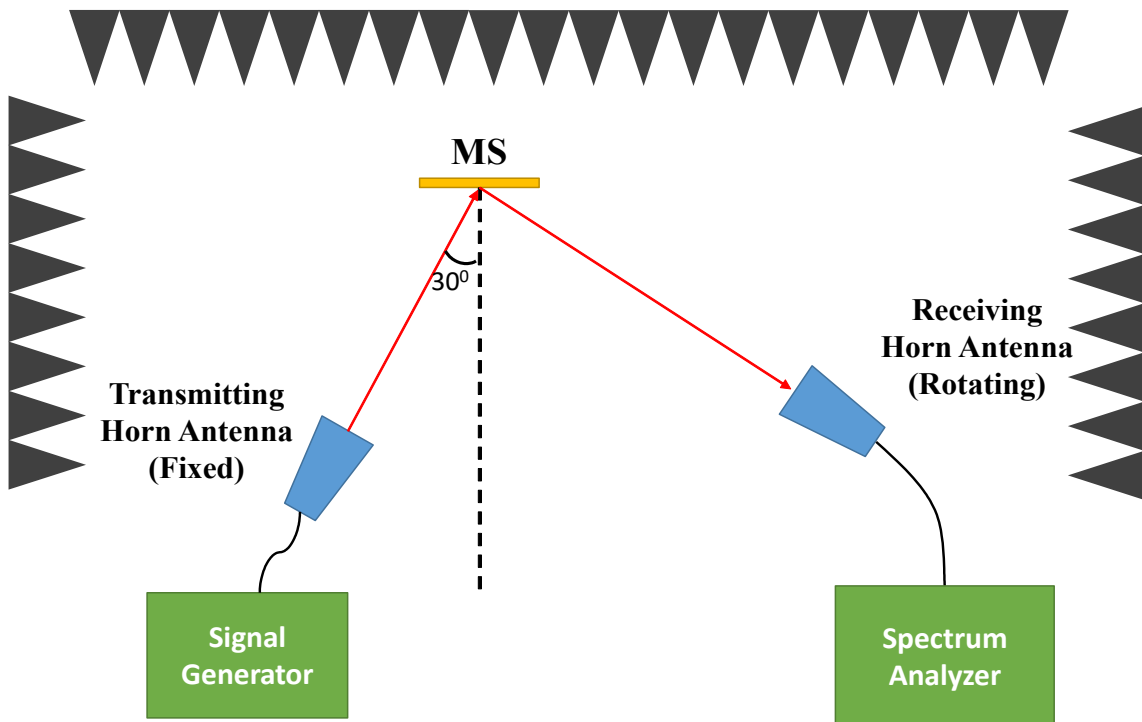 MS
30⁰
Receiving
Horn Antenna
(Rotating)
Transmitting
Horn Antenna
(Fixed)
Signal
Generator
Spectrum
Analyzer